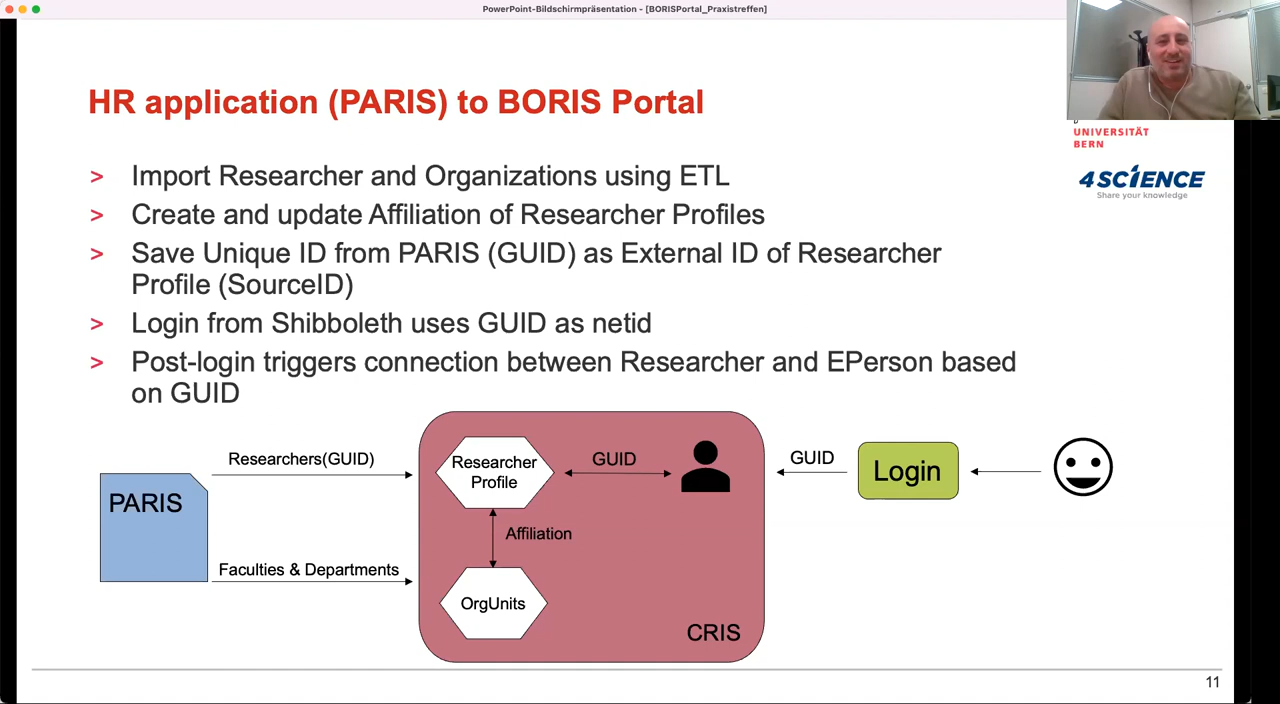 PowerPoint-Bildschirmpräsentation - [BORISPortal_Praxistreffen]
HR application (PARIS) to BORIS Portal
UNIVERSITÄT
BERN
4SCIENCE
Share your knowledge
> Import Researcher and Organizations using ETL
> Create and update Affiliation of Researcher Profiles
> Save Unique ID from PARIS (GUID) as External ID of Researcher
Profile (SourceID)
> Login from Shibboleth uses GUID as netid
> Post-login triggers connection between Researcher and EPerson based
on GUID
PARIS
Researchers(GUID)
Faculties & Departments
Researcher
Profile
GUID
Affiliation
OrgUnits
CRIS
GUID
Login
11